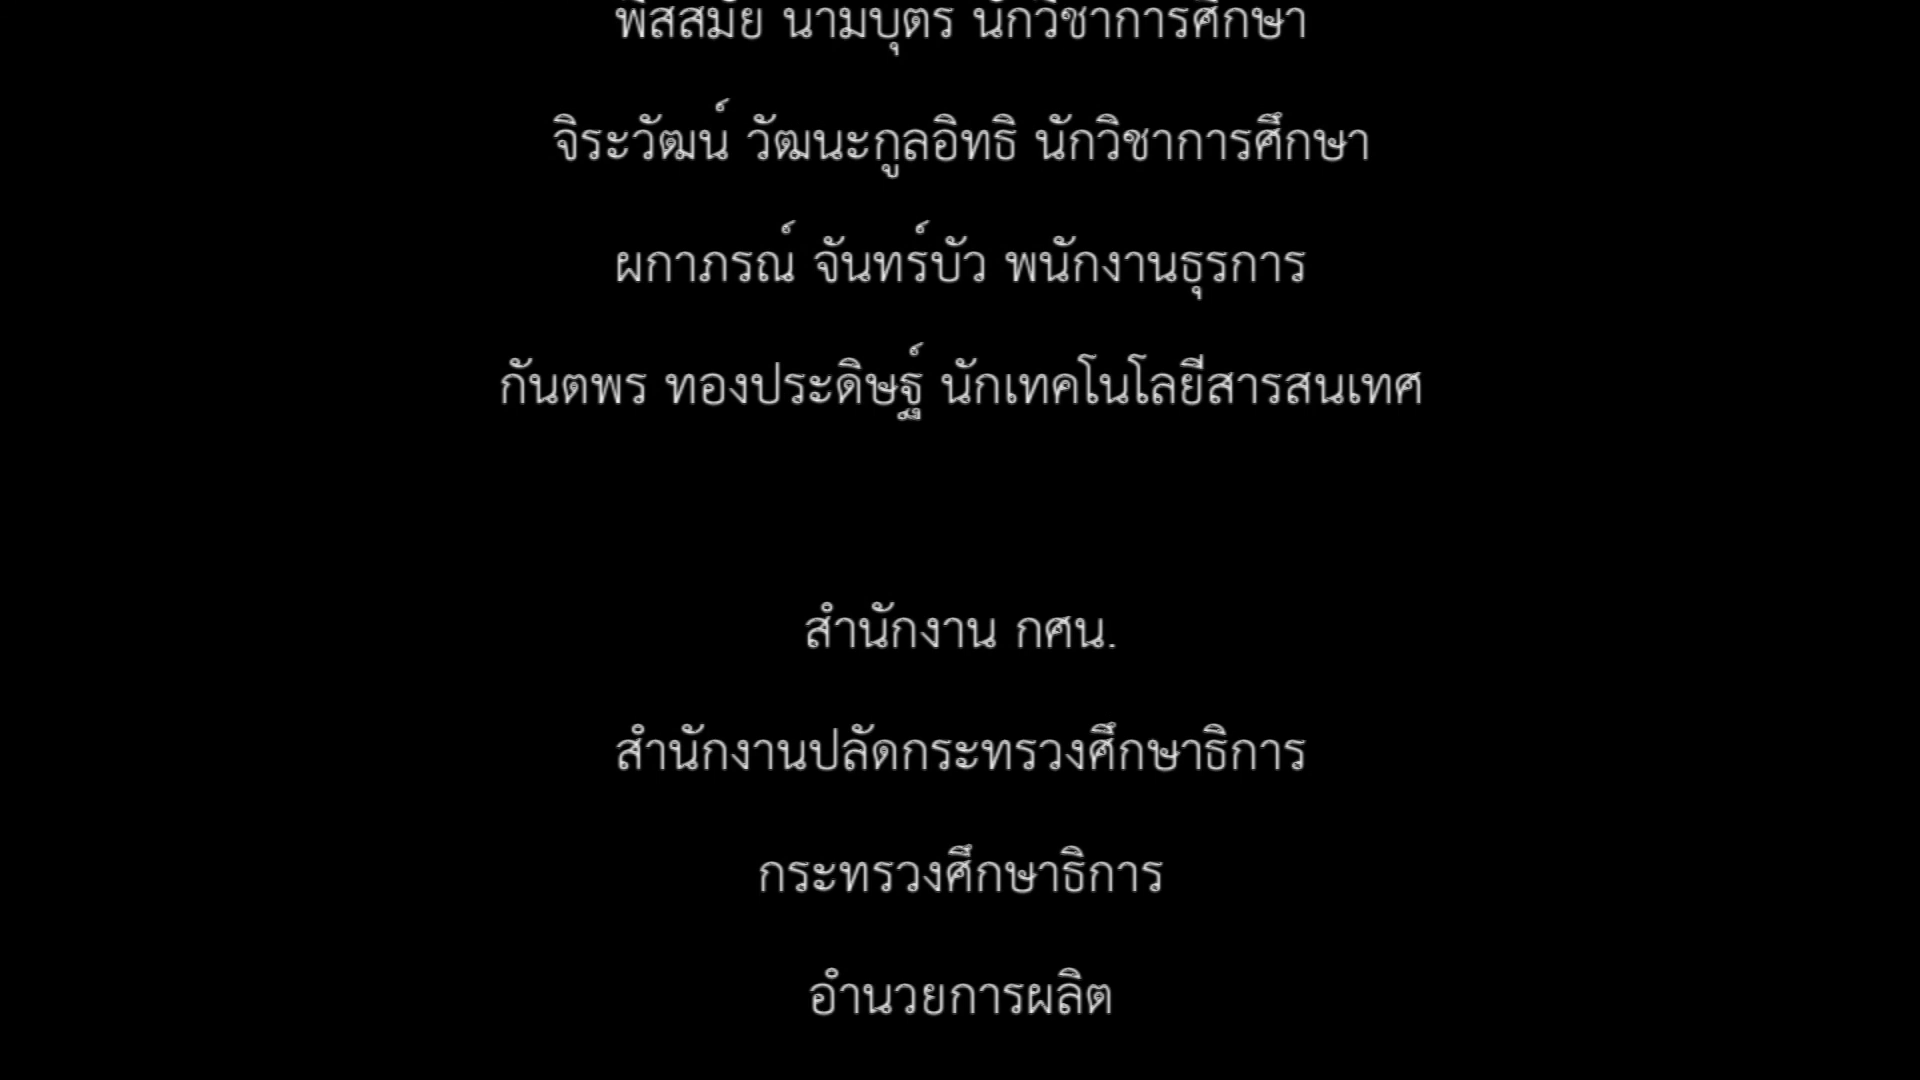 พิสสมัย นามบุตร นักวิชาการศึกษา
จิระวัฒน์ วัฒนะกูลอิทธิ นักวิชาการศึกษา
ผกาภรณ์ จันทร์บัว พนักงานธุรการ
กันตพร ทองประดิษฐ์ นักเทคโนโลยีสารสนเทศ
สำนักงาน กศน.
สำนักงานปลัดกระทรวงศึกษาธิการ
กระทรวงศึกษาธิการ
อำนวยการผลิต